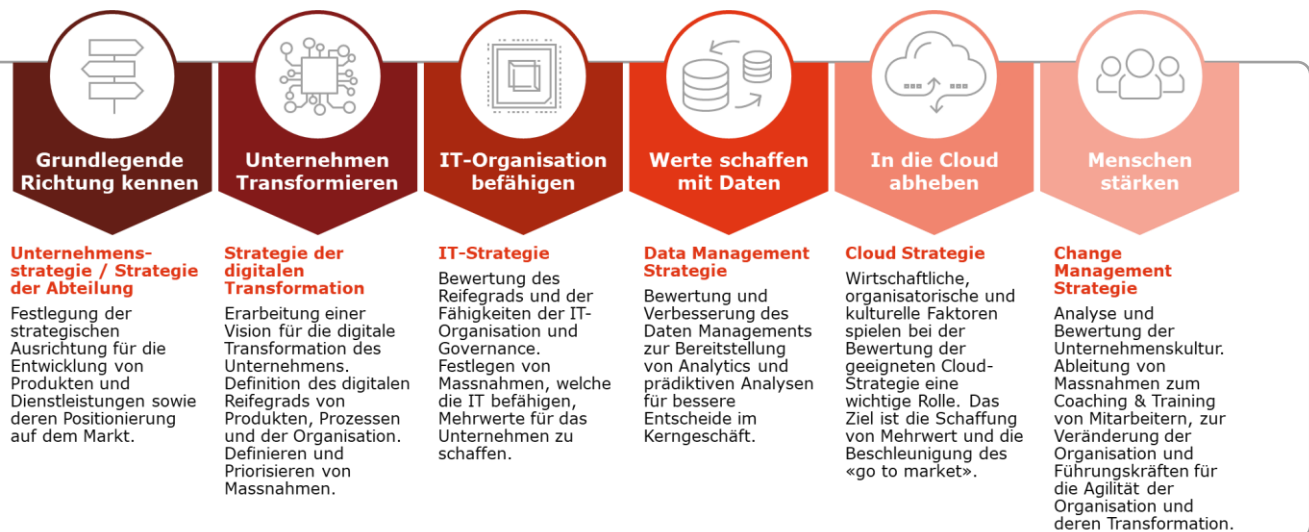 Grundlegende
Richtung kennen
Unternehmen
Transformieren
IT-Organisation
befähigen
Werte schaffen
mit Daten
In die Cloud
abheben
Menschen
stärken
Unternehmens-
strategie / Strategie
der Abteilung
Festlegung der
strategischen
Ausrichtung für die
Entwicklung von
Produkten und
Dienstleistungen sowie
deren Positionierung
auf dem Markt.
Strategie der
digitalen
Transformation
Erarbeitung einer
Vision für die digitale
Transformation des
Unternehmens.
Definition des digitalen
Reifegrads von
Produkten, Prozessen
und der Organisation.
Definieren und
Priorisieren von
Massnahmen.
IT-Strategie
Bewertung des
Reifegrads und der
Fähigkeiten der IT-
Organisation und
Governance.
Festlegen von
Massnahmen, welche
die IT befähigen,
Mehrwerte für das
Unternehmen zu
schaffen.
Data Management
Strategie
Bewertung und
Verbesserung des
Daten Managements
zur Bereitstellung
von Analytics und
prädiktiven Analysen
für bessere
Entscheide im
Kerngeschäft.
Cloud Strategie
Wirtschaftliche,
organisatorische und
kulturelle Faktoren
spielen bei der
Bewertung der
geeigneten Cloud-
Strategie eine
wichtige Rolle. Das
Ziel ist die Schaffung
von Mehrwert und die
Beschleunigung des
«go to market».
Change
Management
Strategie
Analyse und
Bewertung der
Unternehmenskultur.
Ableitung von
Massnahmen zum
Coaching & Training
von Mitarbeitern, zur
Veränderung der
Organisation und
Führungskräften für
die Agilität der
Organisation und
deren Transformation.